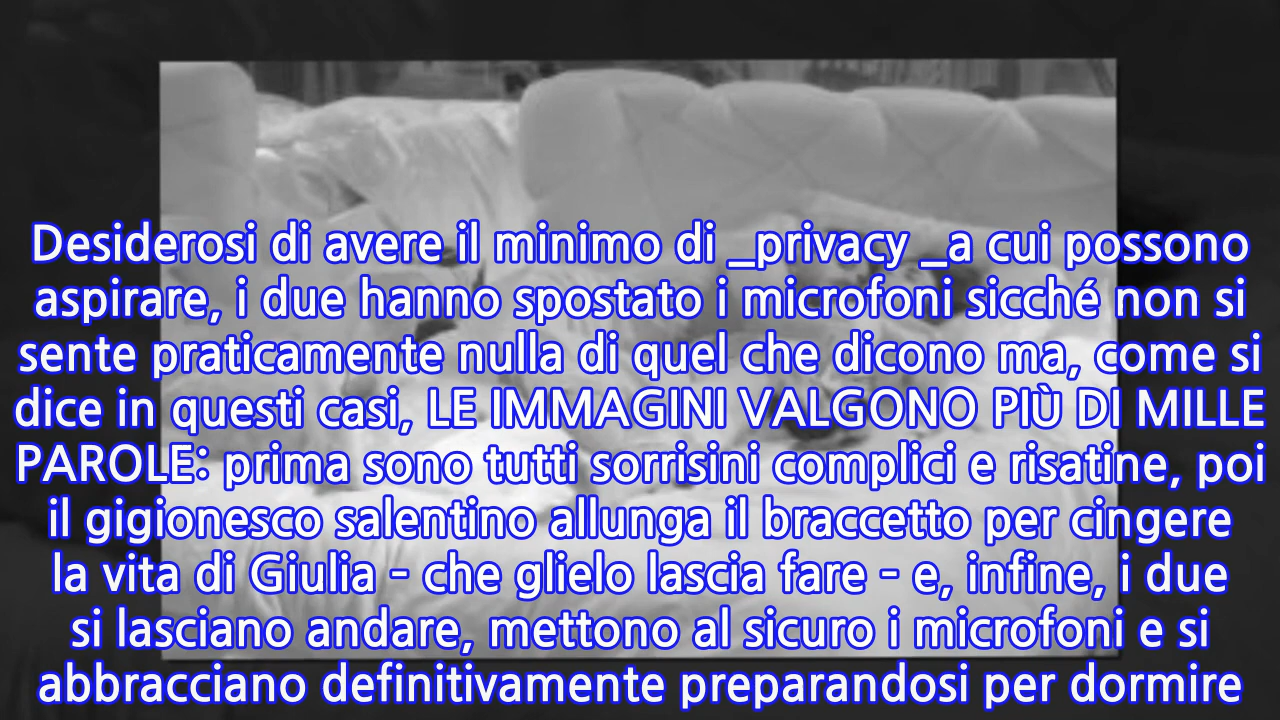 Desiderosi di avere il minimo di _privacy _a cui possono
aspirare, i due hanno spostato i microfoni sicché non si
sente praticamente nulla di quel che dicono ma, come si
dice in questi casi, LE IMMAGINI VALGONO PIÙ DI MILLE
PAROLE: prima sono tutti sorrisini complici e risatine, poi
il gigionesco salentino allunga il braccetto per cingere
la vita di Giulia - che glielo lascia fare - e, infine, i due
si lasciano andare, mettono al sicuro i microfoni e si
abbracciano definitivamente preparandosi per dormire